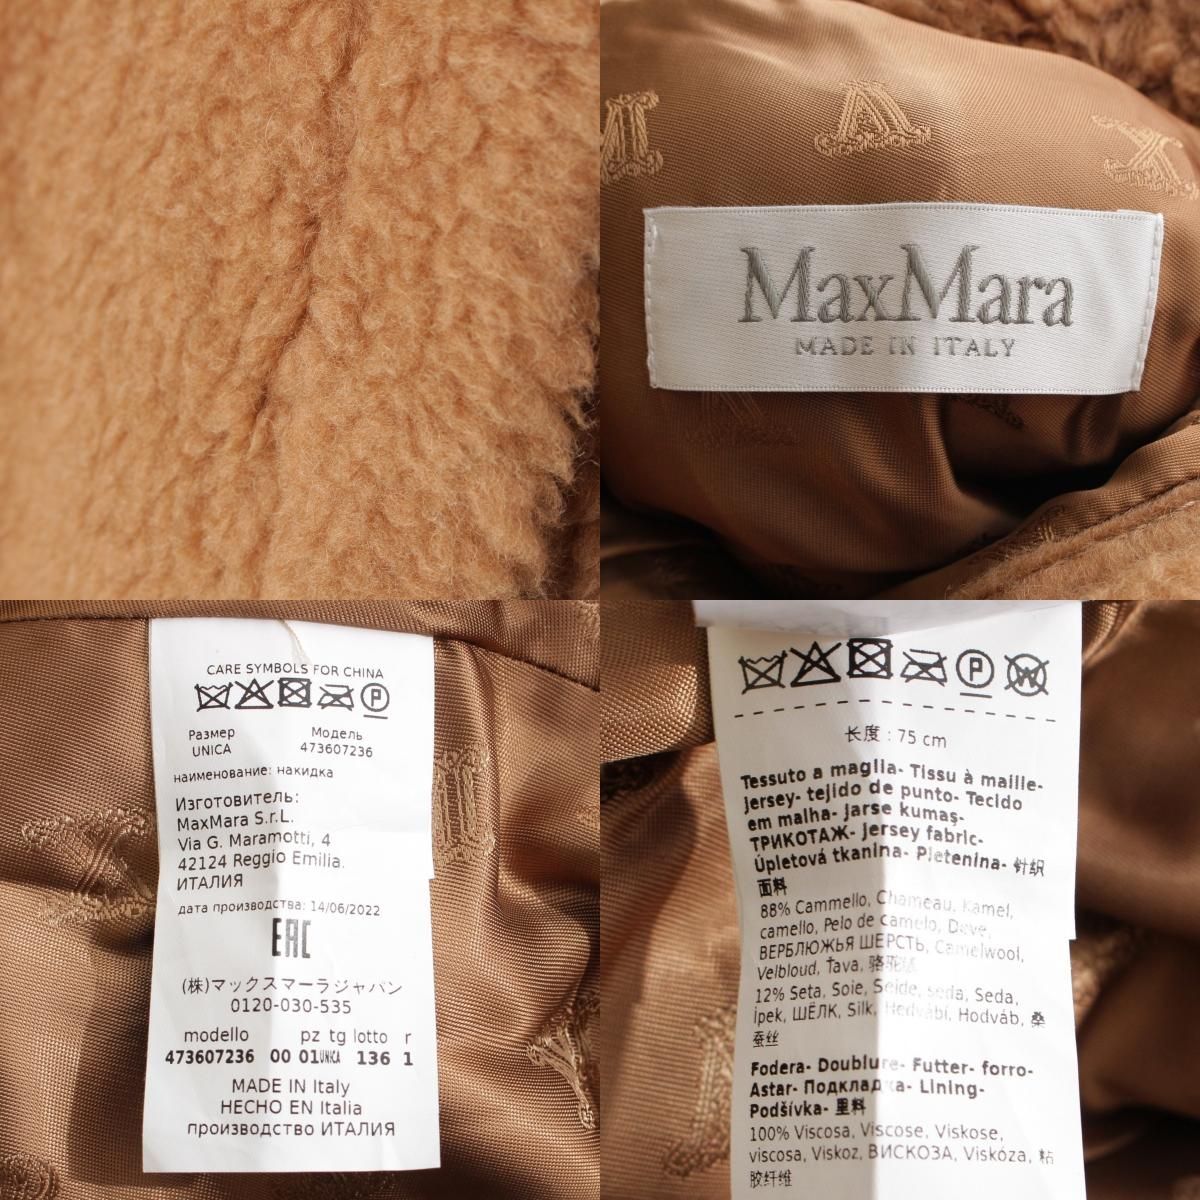 M A X
MaxMara
MADE IN ITALY
CARE SYMBOLS FOR CHINA
P
Размер Модель
UNICA 473607236
наименование: накидка
Изготовитель:
MaxMara S.r.L.
Via G. Maramotti, 4
42124 Reggio Emilia.
ИТАЛИЯ
дата производства: 14/06/2022
EAC
(株)マックスマーラジャパン
0120-030-535
modello pz tg lotto r
473607236 00 01 UNICA 136 1
MADE IN Italy
HECHO EN Italia
производство ИТАЛИЯ
P W
长度 : 75 cm
Tessuto a maglia- Tissu à maille-
Jersey- tejido de punto- Tecido
em malha- Jarse kumaş-
ТРИКОТАЖ- Jersey fabric-
Úpletová tkanina- Pletenina- 针织
面料
88% Cammello, Chameau, Kamel,
camello, Pelo de camelo, Deve,
ВЕРБЛЮЖЬЯ ШЕРСТЬ, Camelwool,
Velbloud, Ťava, 骆驼绒
12% Seta, Soie, Seide, seda, Seda,
İpek, ШЁЛК, Silk, Hedvábí, Hodváb, 桑
蚕丝
Fodera- Doublure- Futter- forro-
Astar- Подкладка- Lining-
Podšívka- 里料
100% Viscosa, Viscose, Viskose,
viscosa, Viskoz, ВИСКОЗА, Viskóza, 粘
胶纤维